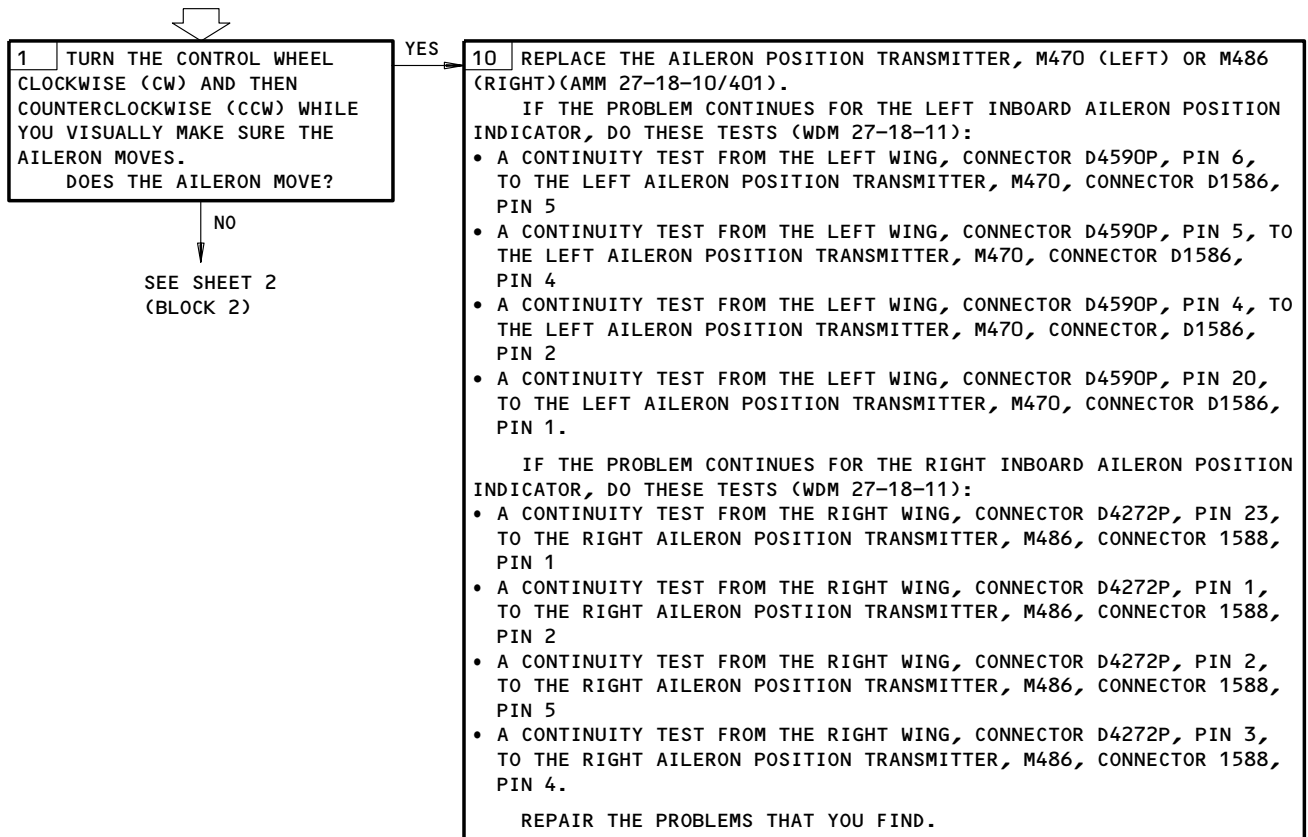 1 TURN THE CONTROL WHEEL
CLOCKWISE (CW) AND THEN
COUNTERCLOCKWISE (CCW) WHILE
YOU VISUALLY MAKE SURE THE
AILERON MOVES.
DOES THE AILERON MOVE?
YES
NO
SEE SHEET 2
(BLOCK 2)
10 REPLACE THE AILERON POSITION TRANSMITTER, M470 (LEFT) OR M486
(RIGHT)(AMM 27-18-10/401).
IF THE PROBLEM CONTINUES FOR THE LEFT INBOARD AILERON POSITION
INDICATOR, DO THESE TESTS (WDM 27-18-11):
• A CONTINUITY TEST FROM THE LEFT WING, CONNECTOR D4590P, PIN 6,
TO THE LEFT AILERON POSITION TRANSMITTER, M470, CONNECTOR D1586,
PIN 5
• A CONTINUITY TEST FROM THE LEFT WING, CONNECTOR D4590P, PIN 5, TO
THE LEFT AILERON POSITION TRANSMITTER, M470, CONNECTOR D1586,
PIN 4
• A CONTINUITY TEST FROM THE LEFT WING, CONNECTOR D4590P, PIN 4, TO
THE LEFT AILERON POSITION TRANSMITTER, M470, CONNECTOR, D1586,
PIN 2
• A CONTINUITY TEST FROM THE LEFT WING, CONNECTOR D4590P, PIN 20,
TO THE LEFT AILERON POSITION TRANSMITTER, M470, CONNECTOR D1586,
PIN 1.
IF THE PROBLEM CONTINUES FOR THE RIGHT INBOARD AILERON POSITION
INDICATOR, DO THESE TESTS (WDM 27-18-11):
• A CONTINUITY TEST FROM THE RIGHT WING, CONNECTOR D4272P, PIN 23,
TO THE RIGHT AILERON POSITION TRANSMITTER, M486, CONNECTOR 1588,
PIN 1
• A CONTINUITY TEST FROM THE RIGHT WING, CONNECTOR D4272P, PIN 1,
TO THE RIGHT AILERON POSTIION TRANSMITTER, M486, CONNECTOR 1588,
PIN 2
• A CONTINUITY TEST FROM THE RIGHT WING, CONNECTOR D4272P, PIN 2,
TO THE RIGHT AILERON POSITION TRANSMITTER, M486, CONNECTOR 1588,
PIN 5
• A CONTINUITY TEST FROM THE RIGHT WING, CONNECTOR D4272P, PIN 3,
TO THE RIGHT AILERON POSITION TRANSMITTER, M486, CONNECTOR 1588,
PIN 4.
REPAIR THE PROBLEMS THAT YOU FIND.